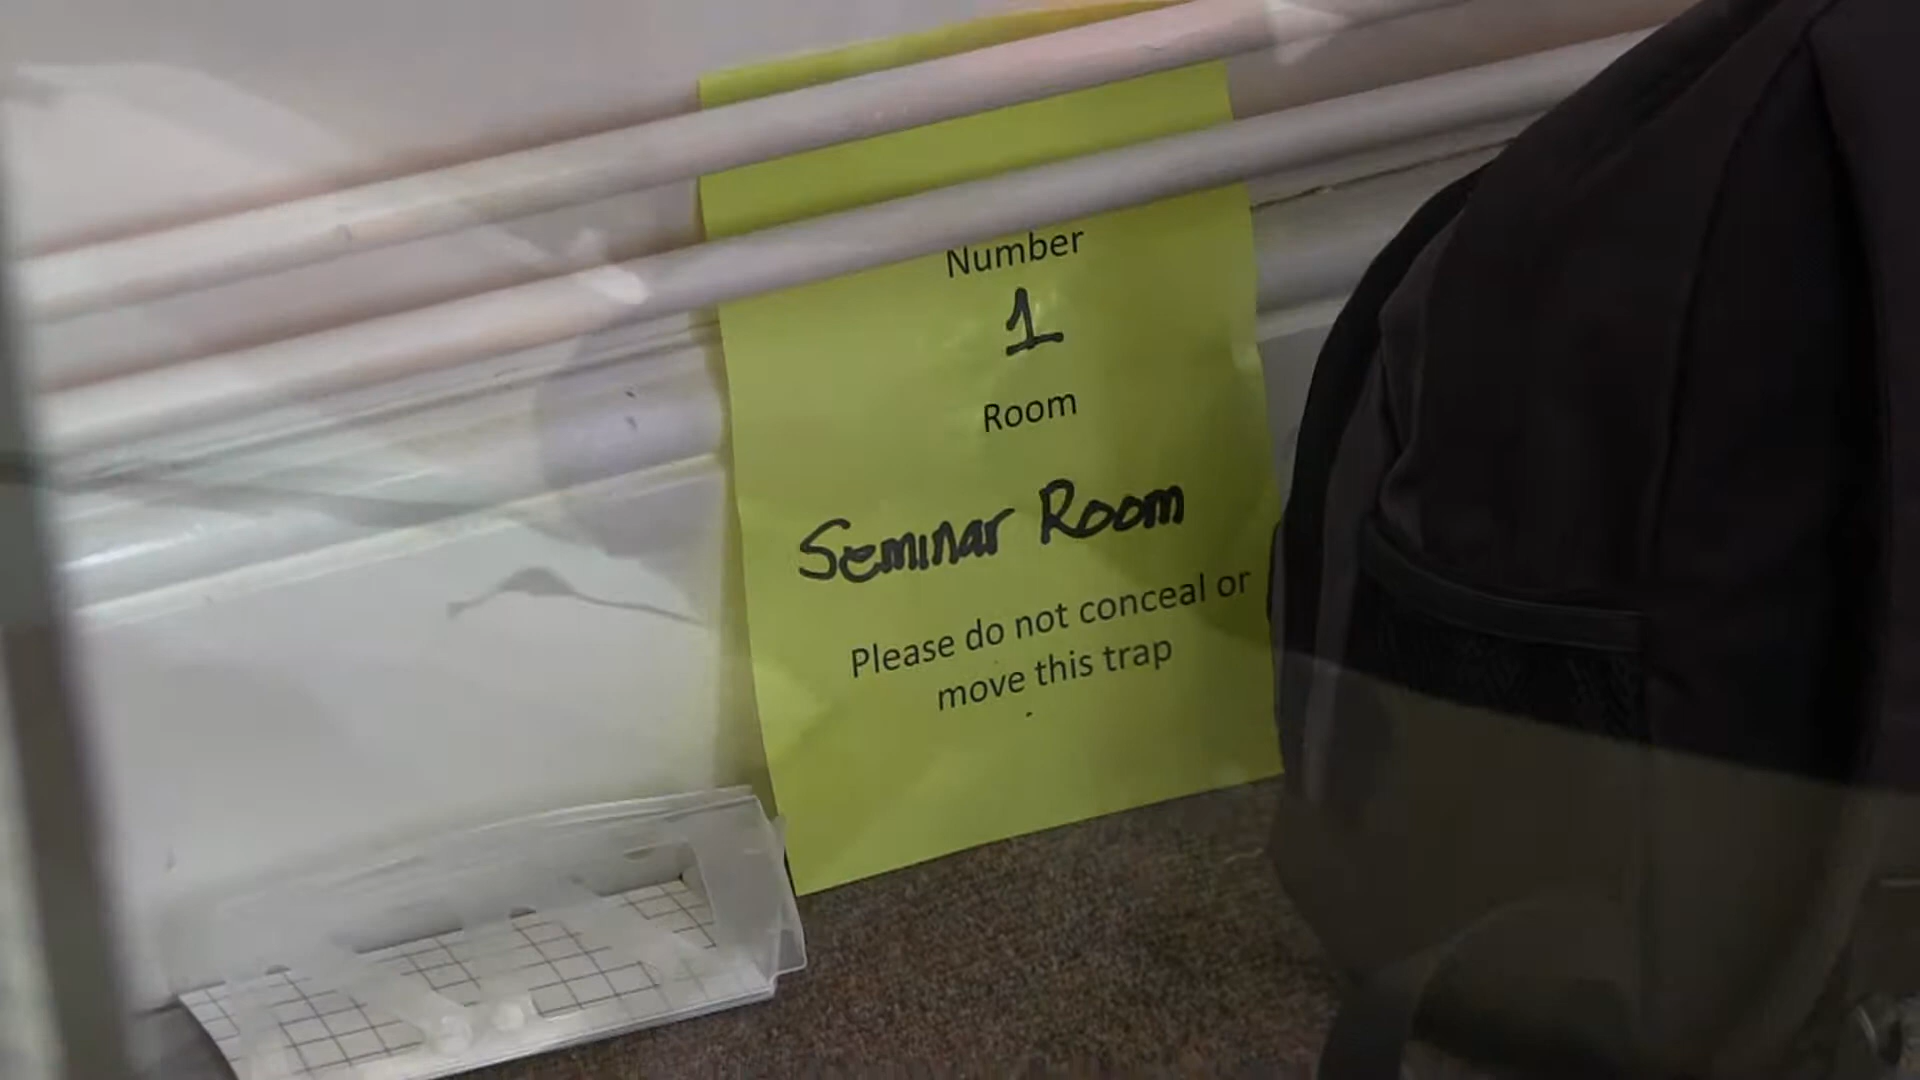 Number
1
Room
Seminar Room
Please do not conceal or
move this trap